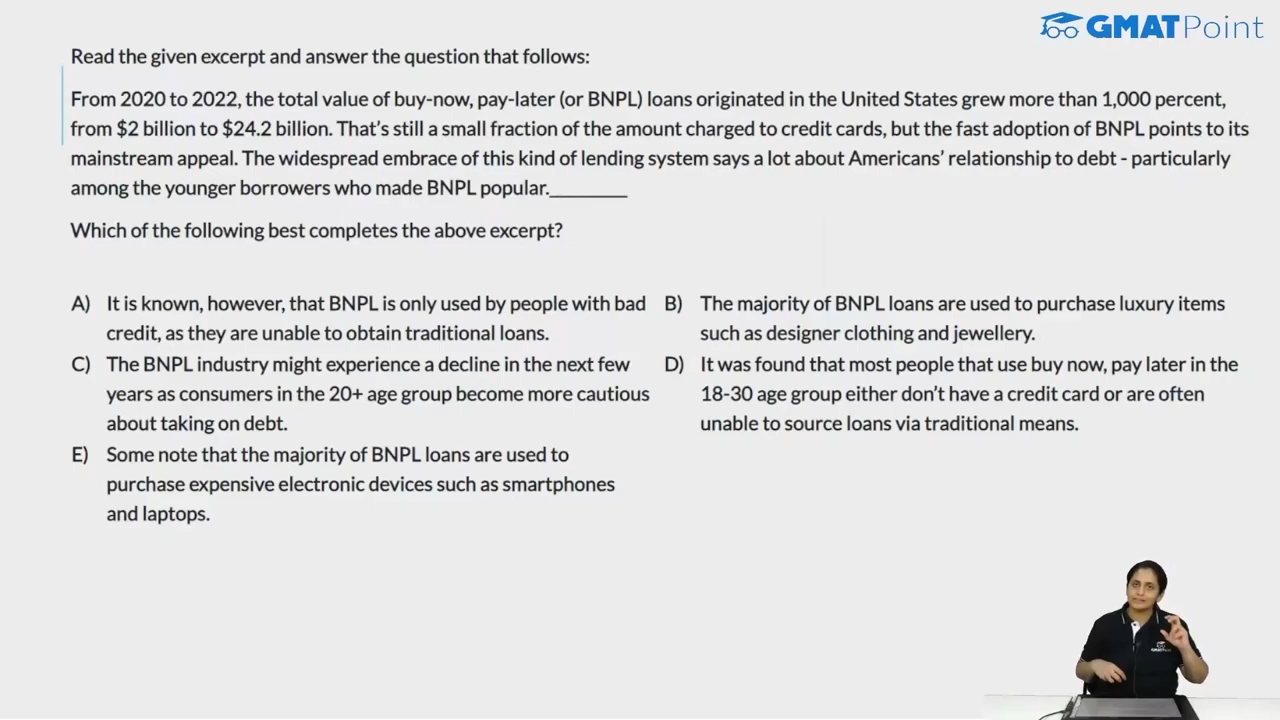 GMATPoint
Read the given excerpt and answer the question that follows:
From 2020 to 2022, the total value of buy-now, pay-later (or BNPL) loans originated in the United States grew more than 1,000 percent,
from $2 billion to $24.2 billion. That's still a small fraction of the amount charged to credit cards, but the fast adoption of BNPL points to its
mainstream appeal. The widespread embrace of this kind of lending system says a lot about Americans' relationship to debt - particularly
among the younger borrowers who made BNPL popular.________
Which of the following best completes the above excerpt?
A) It is known, however, that BNPL is only used by people with bad
credit, as they are unable to obtain traditional loans.
B) The majority of BNPL loans are used to purchase luxury items
such as designer clothing and jewellery.
C) The BNPL industry might experience a decline in the next few
years as consumers in the 20+ age group become more cautious
about taking on debt.
D) It was found that most people that use buy now, pay later in the
18-30 age group either don't have a credit card or are often
unable to source loans via traditional means.
E) Some note that the majority of BNPL loans are used to
purchase expensive electronic devices such as smartphones
and laptops.